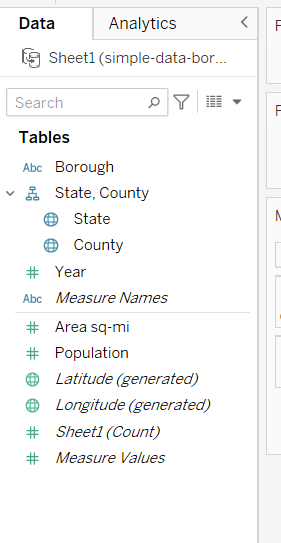 Data Analytics
Sheet1 (simple-data-bor...
Search
Tables
Abc Borough
State, County
State
County
# Year
Abc Measure Names
# Area sq-mi
# Population
Latitude (generated)
Longitude (generated)
# Sheet1 (Count)
# Measure Values